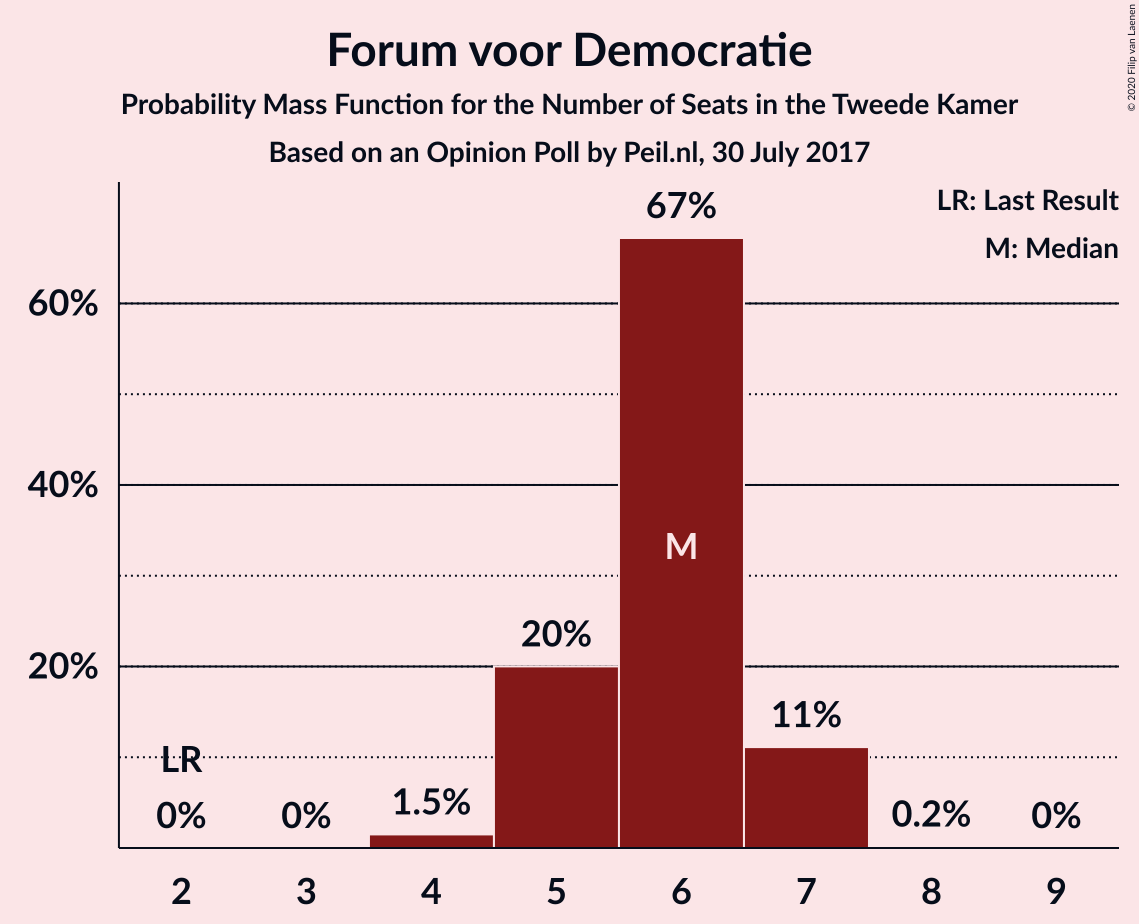 Forum voor Democratie
Probability Mass Function for the Number of Seats in the Tweede Kamer
Based on an Opinion Poll by Peil.nl, 30 July 2017
© 2020 Filip van Laenen
LR: Last Result
M: Median
67%
60%
40%
M
20%
20%
11%
LR
0%
0%
1.5%
0.2%
0%
2 3 4 5 6 7 8 9